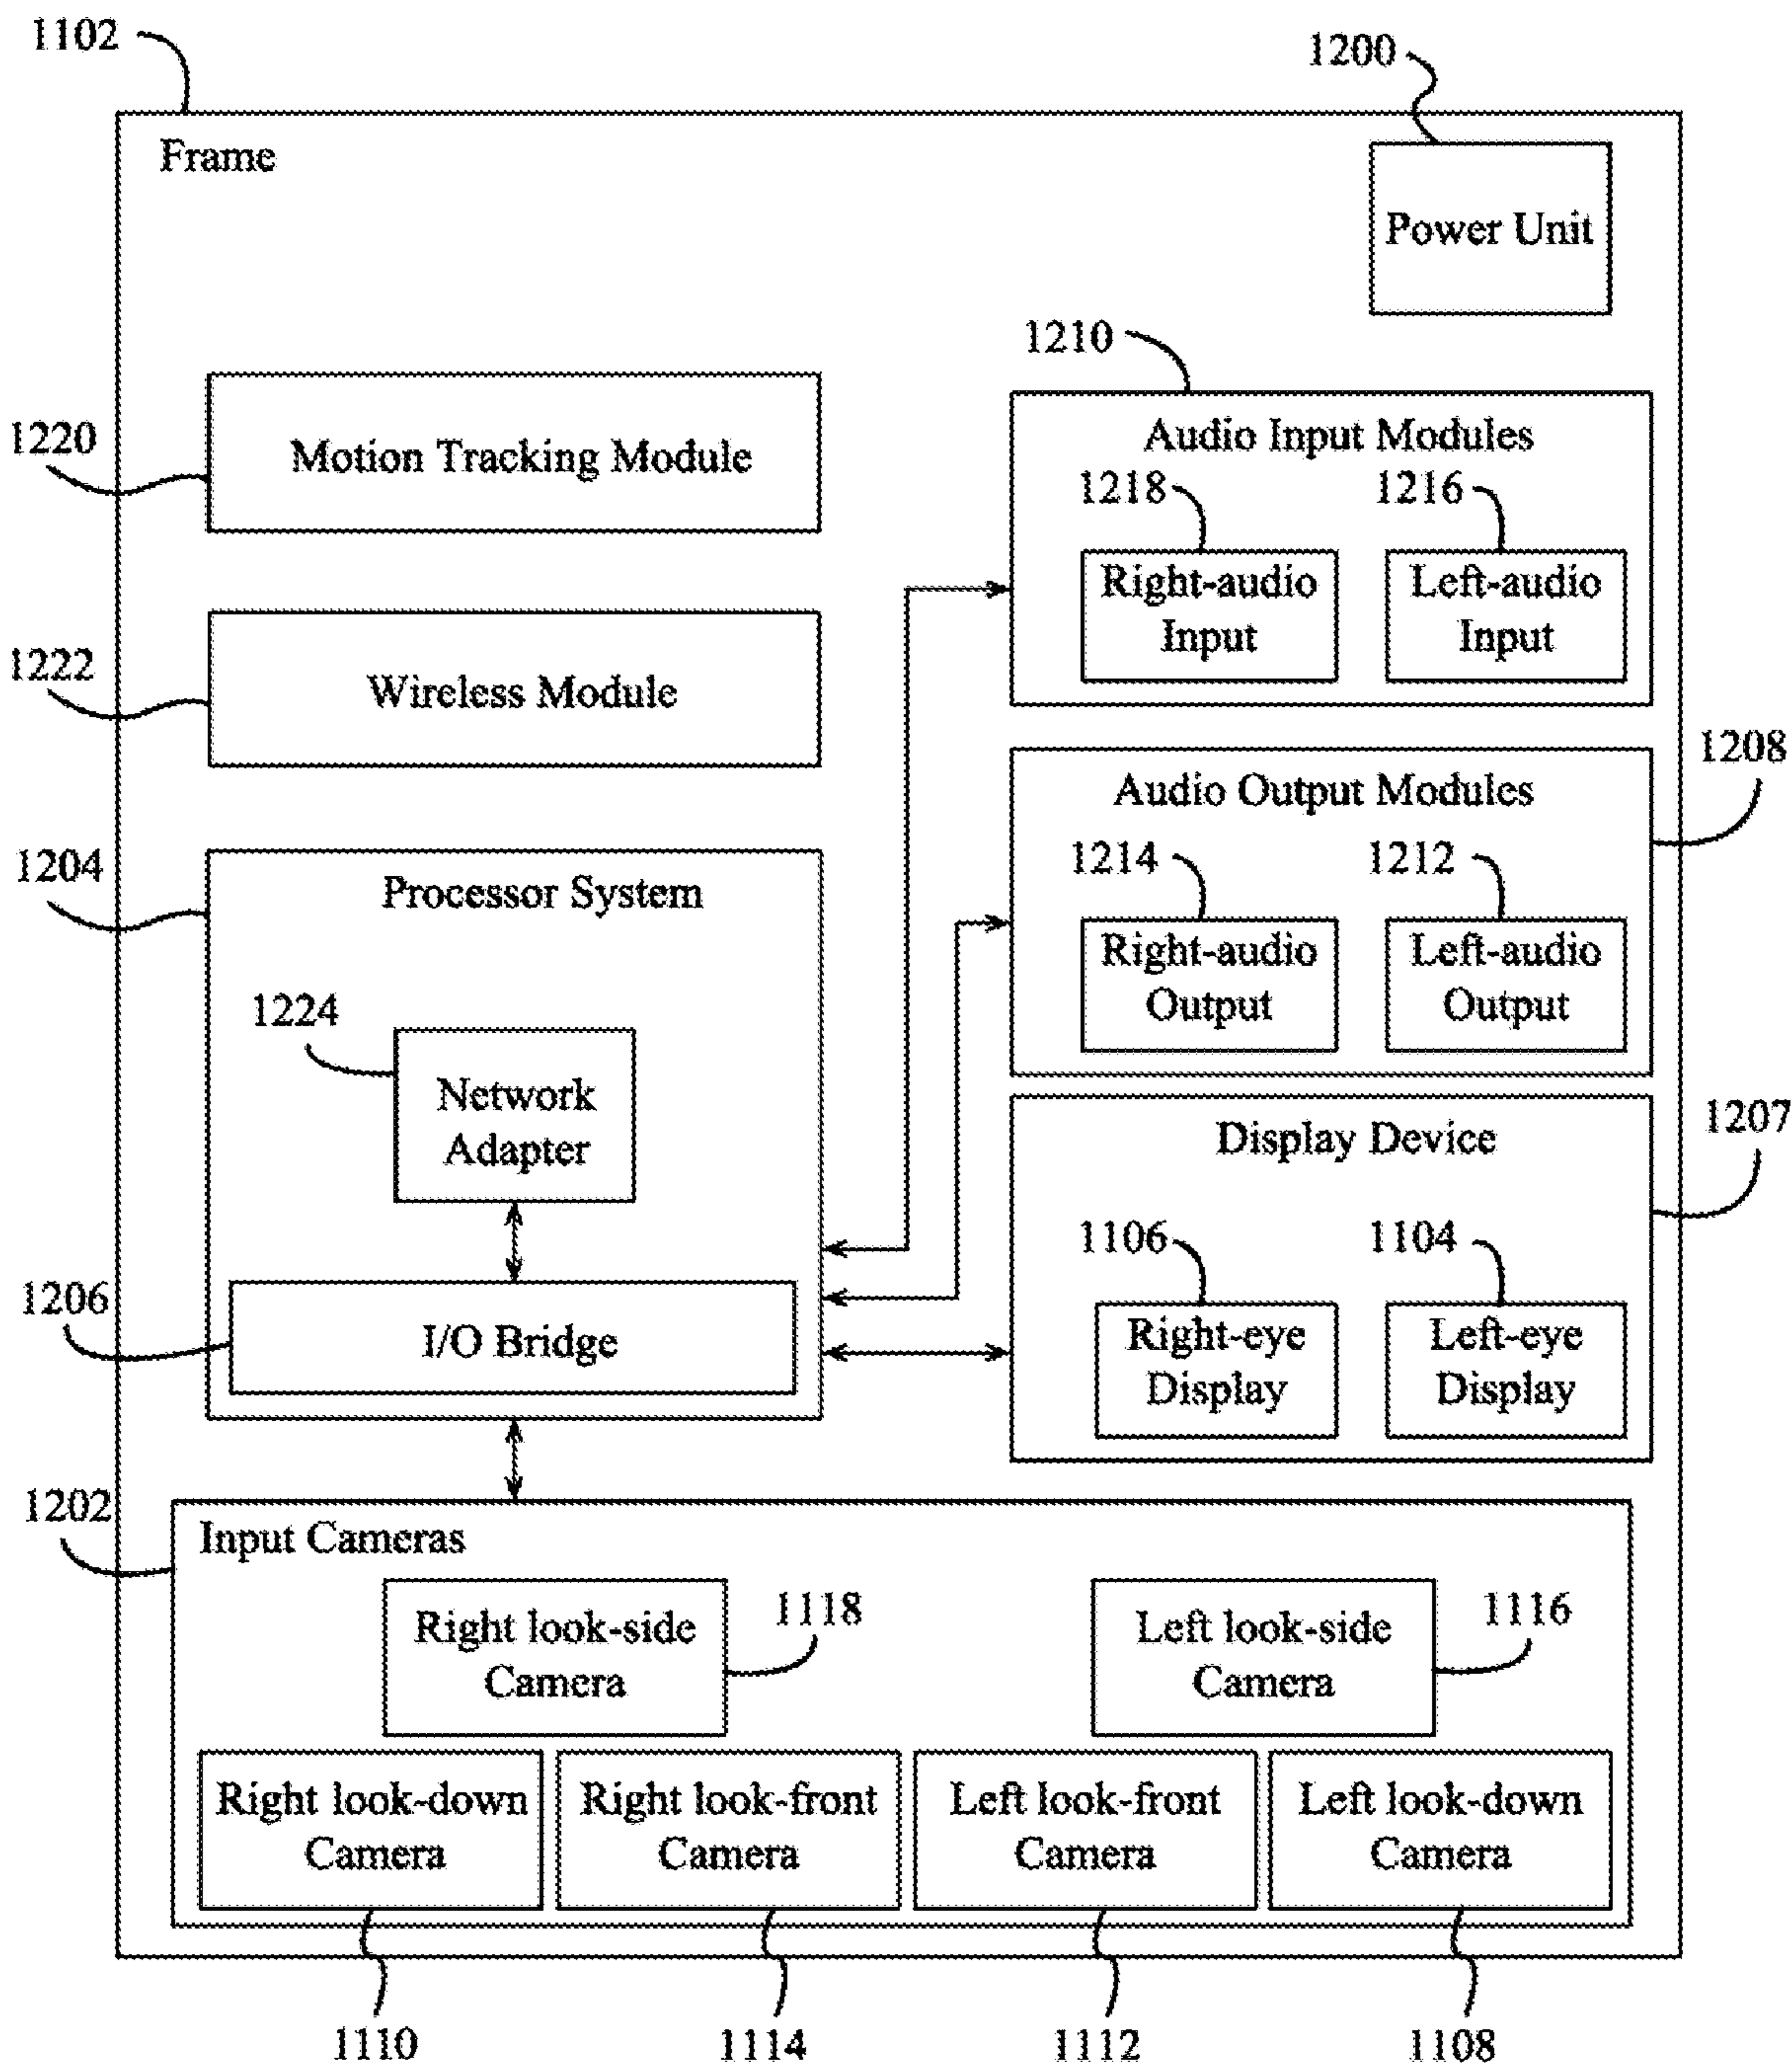 1102
1200
Frame
Power Unit
1210
Audio Input Modules
1220
Motion Tracking Module
1218
1216
Right-audio
Input
Left-audio
Input
1222
Wireless Module
1208
Audio Output Modules
1204
Processor System
1214
1212
Right-audio
Output
Left-audio
Output
1224
Network
Adapter
1207
Display Device
1106
1104
1206
I/O Bridge
Right-eye
Display
Left-eye
Display
1202
Input Cameras
Right look-side
Camera
1118
Left look-side
Camera
1116
Right look-down
Camera
Right look-front
Camera
Left look-front
Camera
Left look-down
Camera
1110
1114
1112
1108